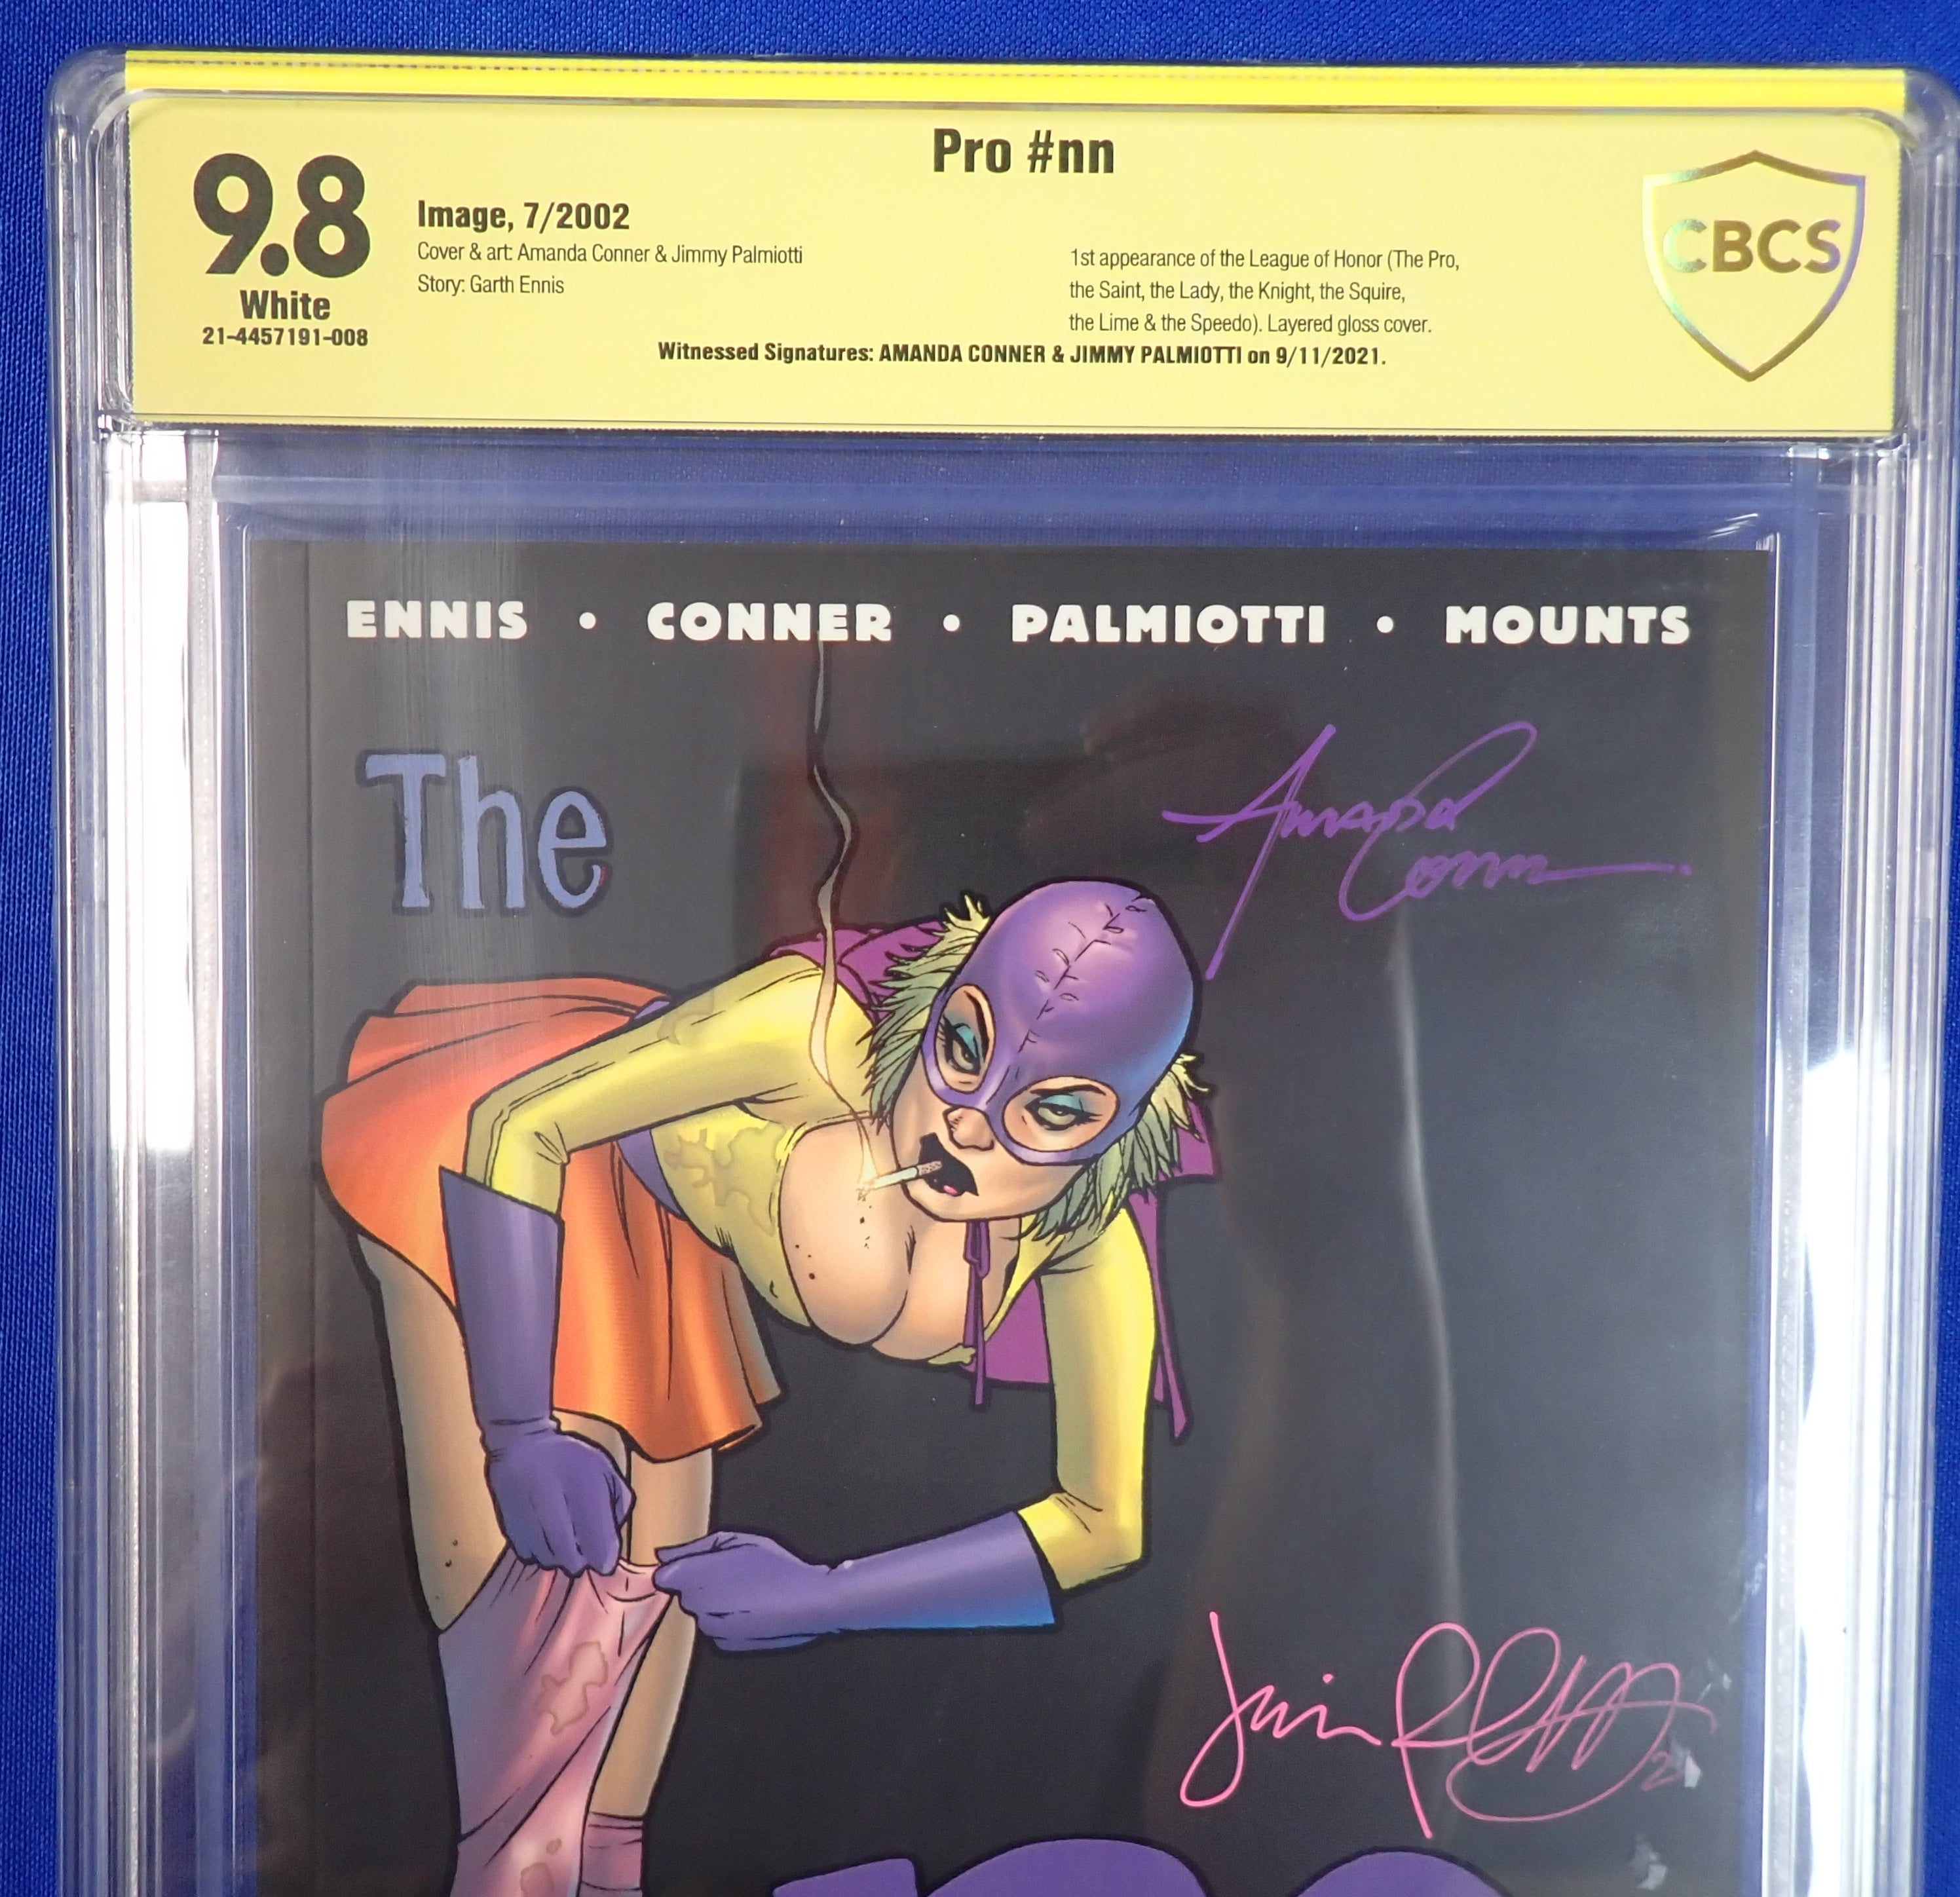 Pro #nn
9.8
White
21-4457191-008
Image, 7/2002
Cover & art: Amanda Conner & Jimmy Palmiotti
Story: Garth Ennis
1st appearance of the League of Honor (The Pro,
the Saint, the Lady, the Knight, the Squire,
the Lime & the Speedo). Layered gloss cover.
Witnessed Signatures: AMANDA CONNER & JIMMY PALMIOTTI on 9/11/2021.
CBCS
ENNIS • CONNER • PALMIOTTI • MOUNTS
The
Amanda
Conner